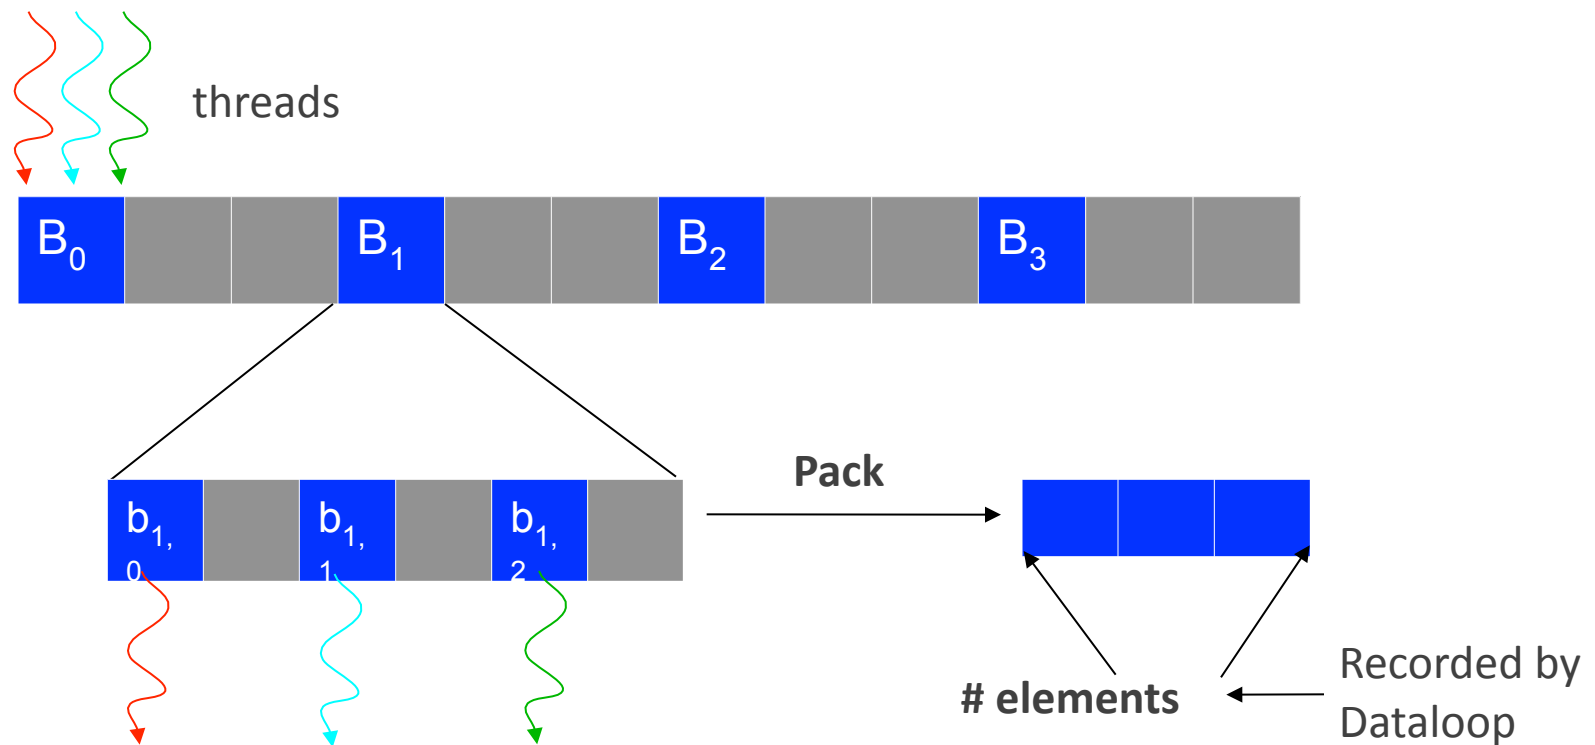 threads
B0 B1 B2 B3
Pack
b1,0 b1,1 b1,2
# elements
Recorded by
Dataloop